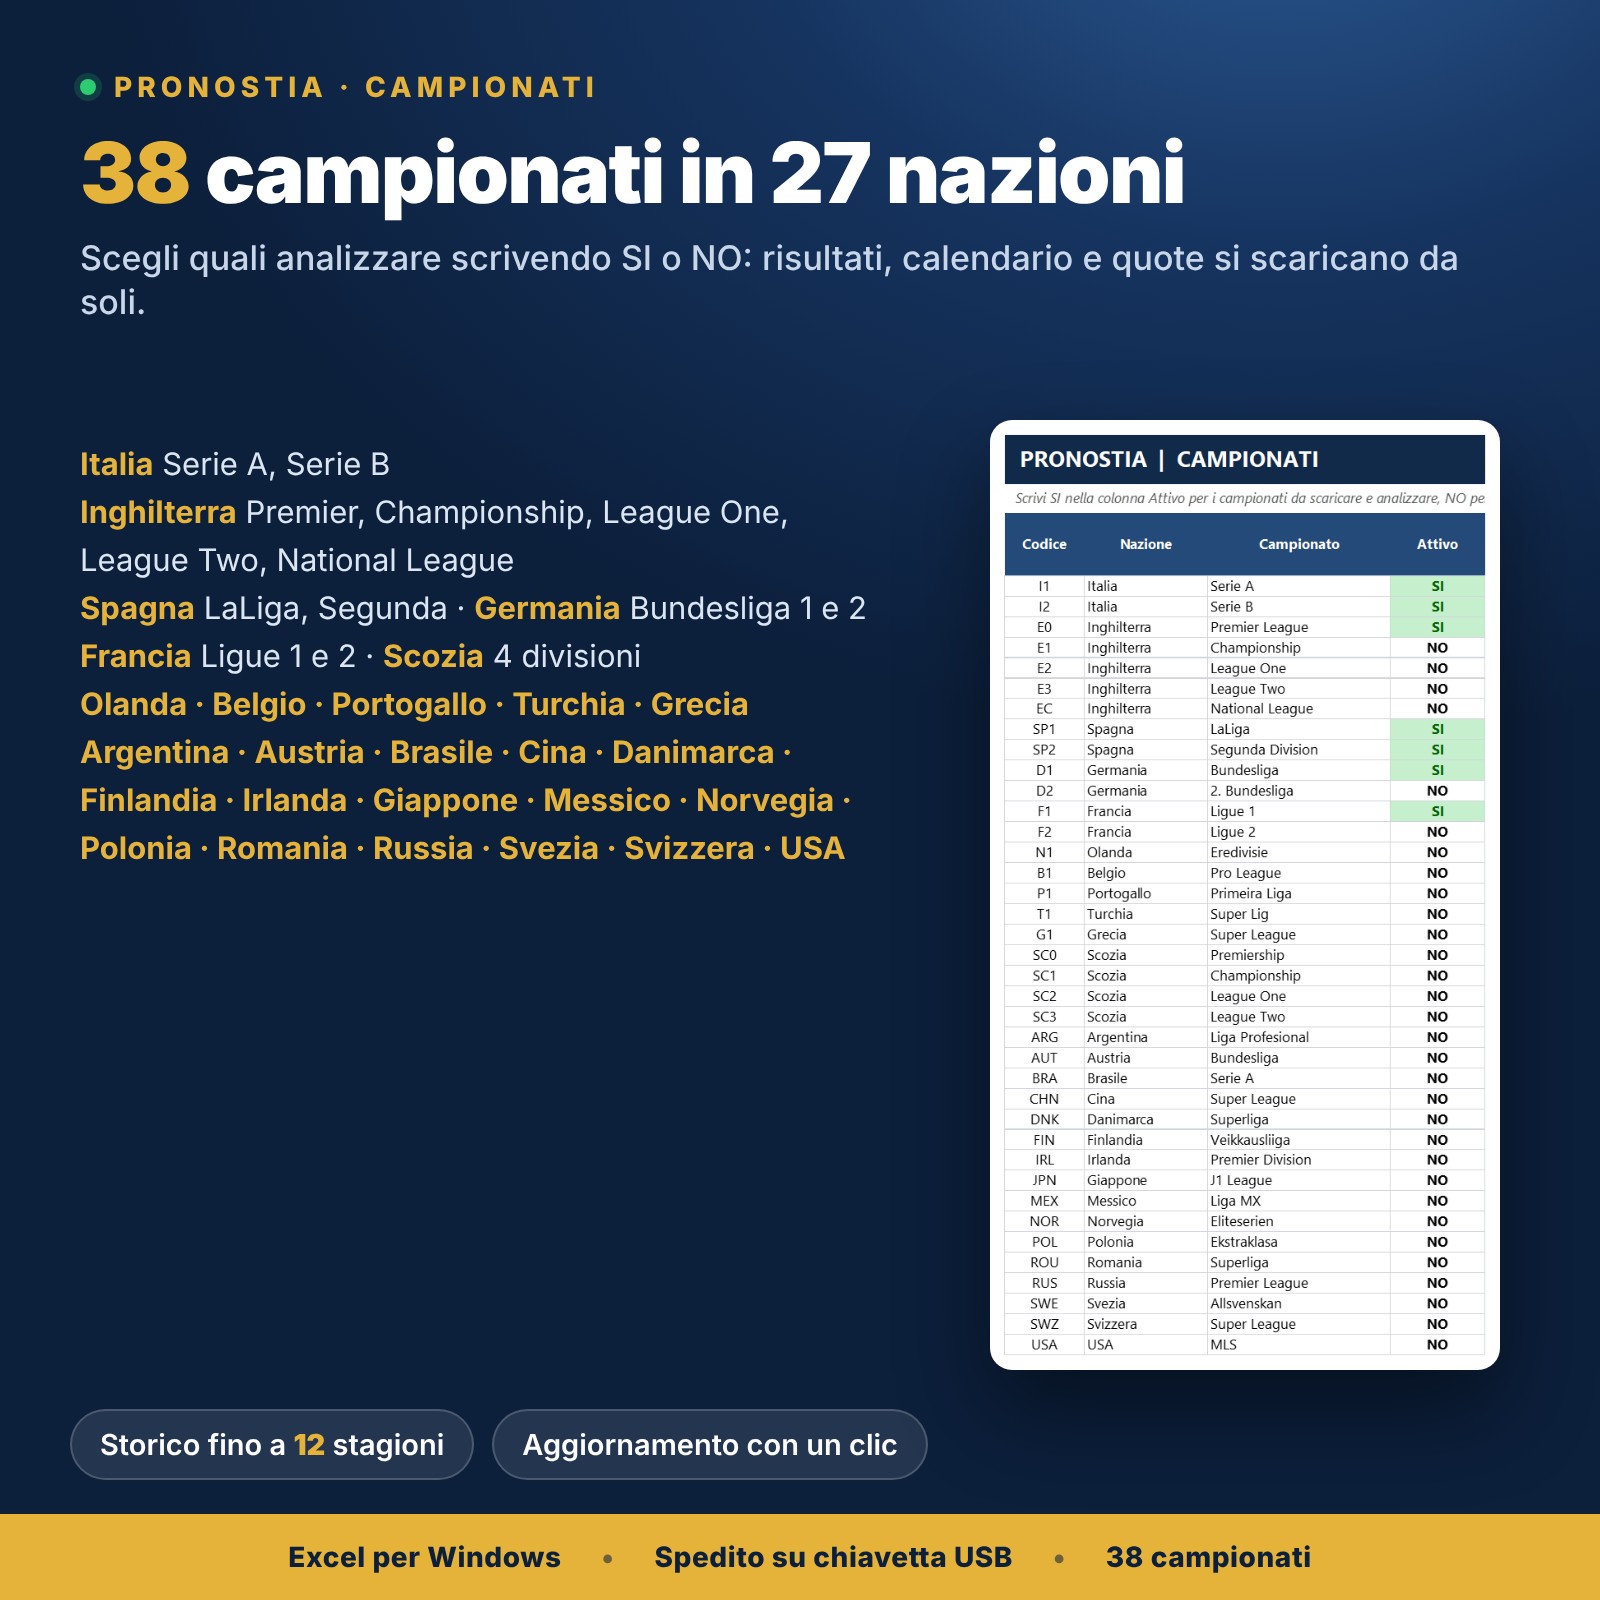 PRONOSTIA · CAMPIONATI
38 campionati in 27 nazioni
Scegli quali analizzare scrivendo SI o NO: risultati, calendario e quote si scaricano da
soli.
Italia Serie A, Serie B
Inghilterra Premier, Championship, League One,
League Two, National League
Spagna LaLiga, Segunda · Germania Bundesliga 1 e 2
Francia Ligue 1 e 2 · Scozia 4 divisioni
Olanda · Belgio · Portogallo · Turchia · Grecia
Argentina · Austria · Brasile · Cina · Danimarca ·
Finlandia · Irlanda · Giappone · Messico · Norvegia ·
Polonia · Romania · Russia · Svezia · Svizzera · USA
PRONOSTIA | CAMPIONATI
Scrivi SI nella colonna Attivo per i campionati da scaricare e analizzare, NO pe
Codice Nazione Campionato Attivo
I1 Italia Serie A SI
I2 Italia Serie B SI
E0 Inghilterra Premier League SI
E1 Inghilterra Championship NO
E2 Inghilterra League One NO
E3 Inghilterra League Two NO
EC Inghilterra National League NO
SP1 Spagna LaLiga SI
SP2 Spagna Segunda Division SI
D1 Germania Bundesliga SI
D2 Germania 2. Bundesliga NO
F1 Francia Ligue 1 SI
F2 Francia Ligue 2 NO
N1 Olanda Eredivisie NO
B1 Belgio Pro League NO
P1 Portogallo Primeira Liga NO
T1 Turchia Super Lig NO
G1 Grecia Super League NO
SC0 Scozia Premiership NO
SC1 Scozia Championship NO
SC2 Scozia League One NO
SC3 Scozia League Two NO
ARG Argentina Liga Profesional NO
AUT Austria Bundesliga NO
BRA Brasile Serie A NO
CHN Cina Super League NO
DNK Danimarca Superliga NO
FIN Finlandia Veikkausliiga NO
IRL Irlanda Premier Division NO
JPN Giappone J1 League NO
MEX Messico Liga MX NO
NOR Norvegia Eliteserien NO
POL Polonia Ekstraklasa NO
ROU Romania Superliga NO
RUS Russia Premier League NO
SWE Svezia Allsvenskan NO
SWZ Svizzera Super League NO
USA USA MLS NO
Storico fino a 12 stagioni
Aggiornamento con un clic
Excel per Windows • Spedito su chiavetta USB • 38 campionati